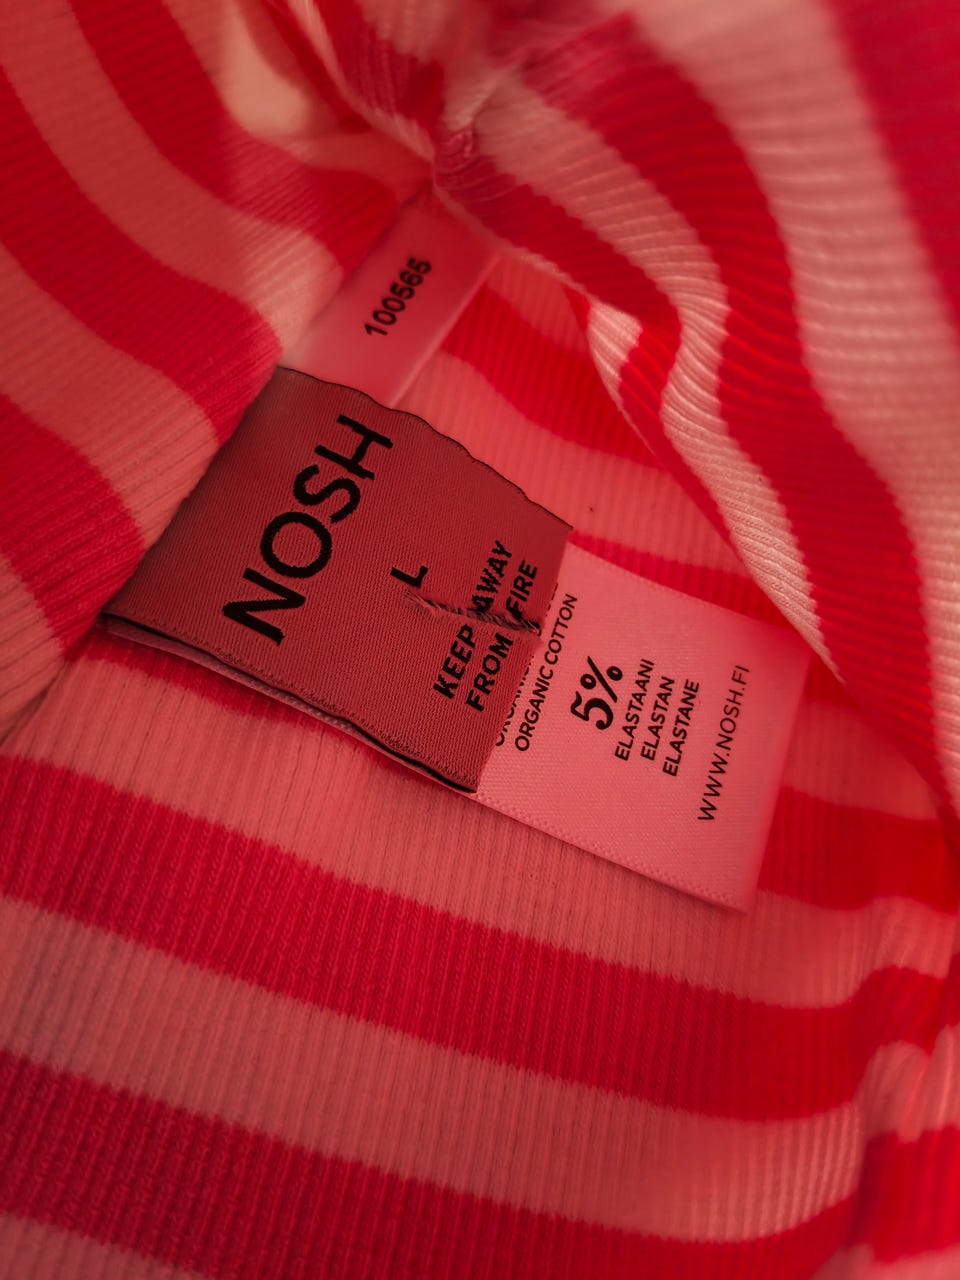 100565
NOSH
L
KEEP AWAY
FROM FIRE
ORGANIC COTTON
5%
ELASTAANI
ELASTAN
ELASTANE
WWW.NOSH.FI